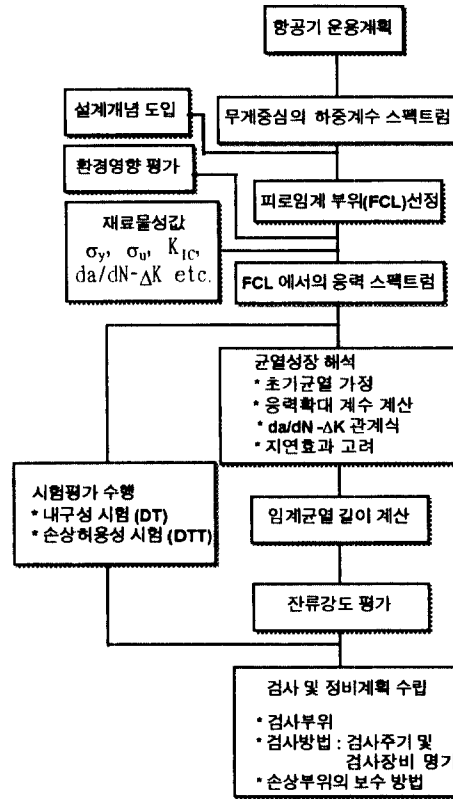 항공기 운용계획
설계개념 도입
무게중심의 하중계수 스펙트럼
환경영향 평가
피로임계 부위(FCL)선정
재료물성값
σy, σu, KIC,
da/dN-ΔK etc.
FCL 에서의 응력 스펙트럼
균열성장 해석
* 초기균열 가정
* 응력확대 계수 계산
* da/dN -ΔK 관계식
* 지연효과 고려
시험평가 수행
* 내구성 시험 (DT)
* 손상허용성 시험 (DTT)
임계균열 길이 계산
잔류강도 평가
검사 및 정비계획 수립
* 검사부위
* 검사방법 : 검사주기 및
검사장비 명기
* 손상부위의 보수 방법